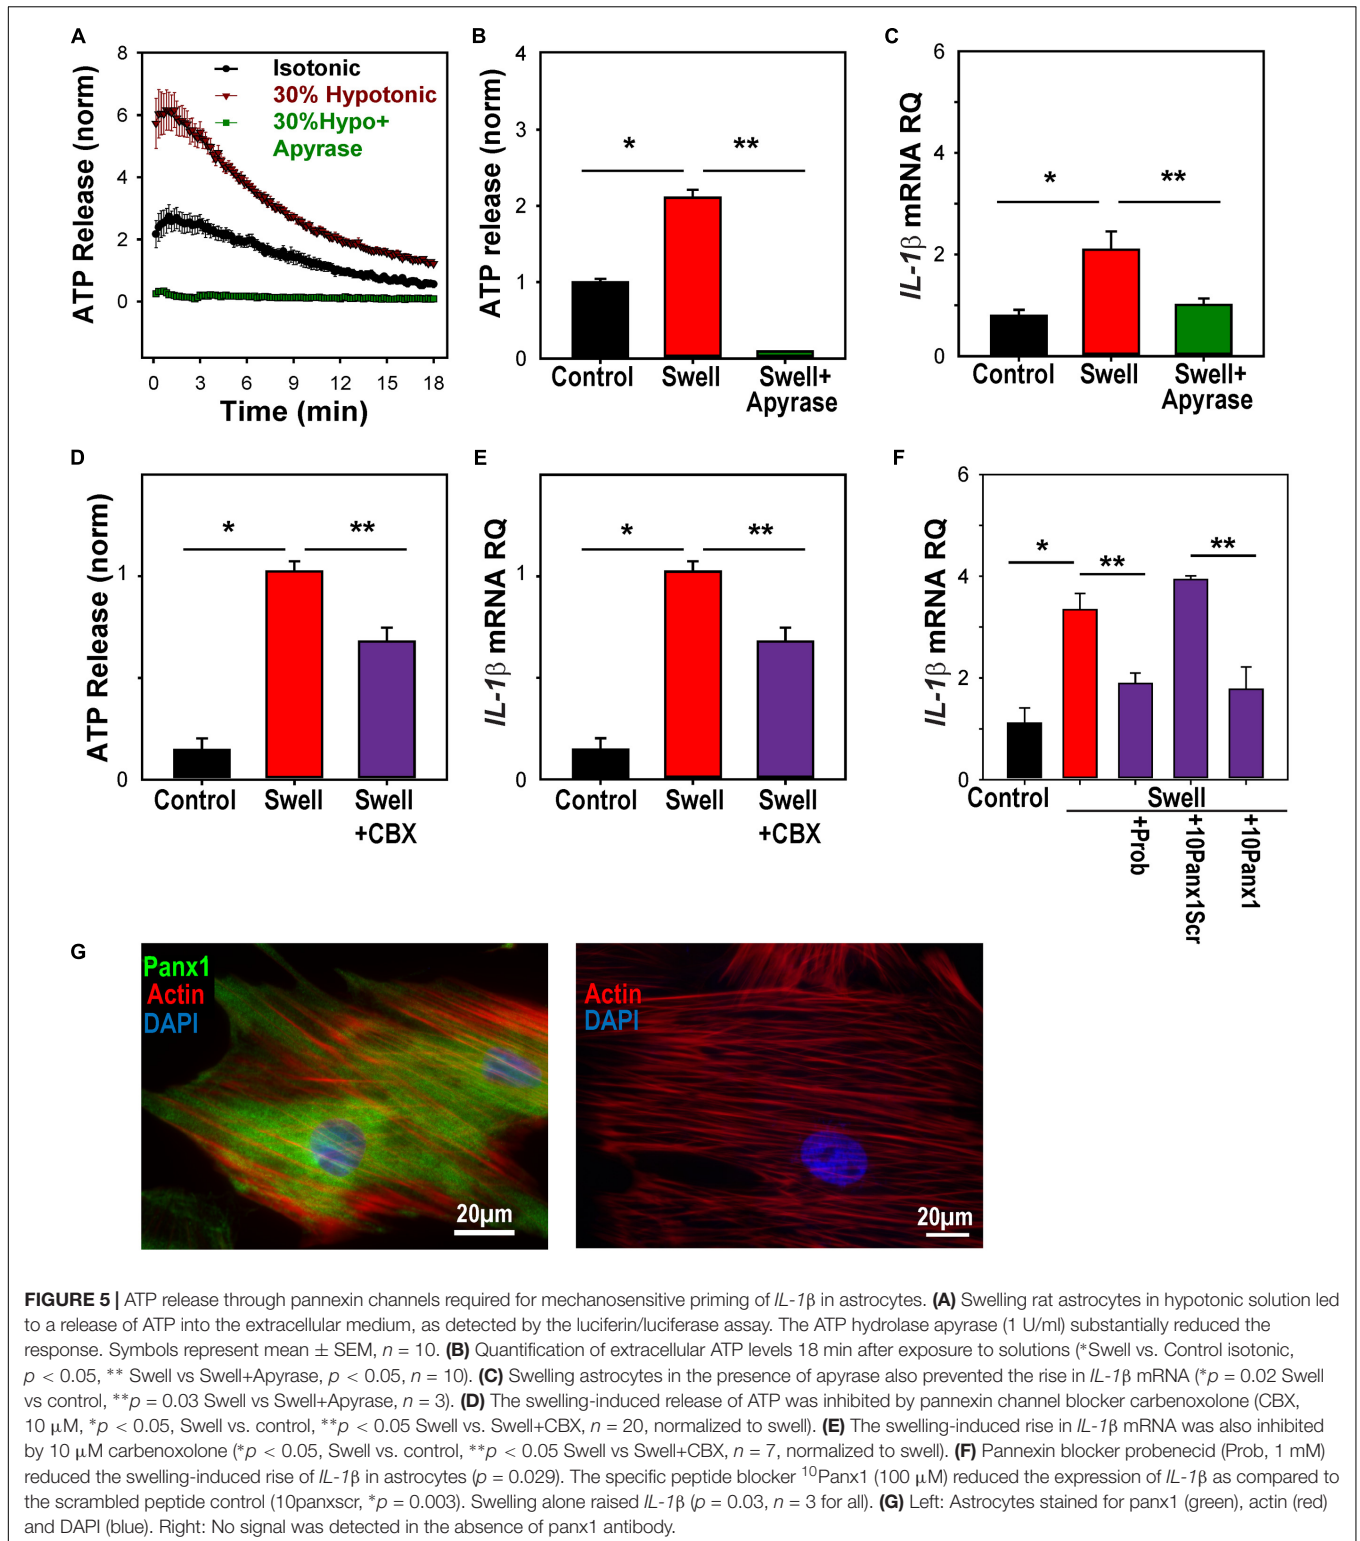 A
ATP Release (norm)
8
6
4
2
0
Isotonic
30% Hypotonic
30%Hypo+
Apyrase
0 3 6 9 12 15 18
Time (min)
B
ATP release (norm)
4
3
2
1
0
* **
Control Swell Swell+
Apyrase
C
IL-1β mRNA RQ
6
4
2
0
* **
Control Swell Swell+
Apyrase
D
ATP Release (norm)
1
0
* **
Control Swell Swell
+CBX
E
IL-1β mRNA RQ
1
0
* **
Control Swell Swell
+CBX
F
IL-1β mRNA RQ
6
4
2
0
* ** **
Control Swell
+Prob
+10Panx1Scr
+10Panx1
G
Panx1
Actin
DAPI
20μm
Actin
DAPI
20μm
FIGURE 5 | ATP release through pannexin channels required for mechanosensitive priming of IL-1β in astrocytes. (A) Swelling rat astrocytes in hypotonic solution led
to a release of ATP into the extracellular medium, as detected by the luciferin/luciferase assay. The ATP hydrolase apyrase (1 U/ml) substantially reduced the
response. Symbols represent mean ± SEM, n = 10. (B) Quantification of extracellular ATP levels 18 min after exposure to solutions (*Swell vs. Control isotonic,
p < 0.05, ** Swell vs Swell+Apyrase, p < 0.05, n = 10). (C) Swelling astrocytes in the presence of apyrase also prevented the rise in IL-1β mRNA (*p = 0.02 Swell
vs control, **p = 0.03 Swell vs Swell+Apyrase, n = 3). (D) The swelling-induced release of ATP was inhibited by pannexin channel blocker carbenoxolone (CBX,
10 μM, *p < 0.05, Swell vs. control, **p < 0.05 Swell vs. Swell+CBX, n = 20, normalized to swell). (E) The swelling-induced rise in IL-1β mRNA was also inhibited
by 10 μM carbenoxolone (*p < 0.05, Swell vs. control, **p < 0.05 Swell vs Swell+CBX, n = 7, normalized to swell). (F) Pannexin blocker probenecid (Prob, 1 mM)
reduced the swelling-induced rise of IL-1β in astrocytes (p = 0.029). The specific peptide blocker ¹⁰Panx1 (100 μM) reduced the expression of IL-1β as compared to
the scrambled peptide control (10panxscr, *p = 0.003). Swelling alone raised IL-1β (p = 0.03, n = 3 for all). (G) Left: Astrocytes stained for panx1 (green), actin (red)
and DAPI (blue). Right: No signal was detected in the absence of panx1 antibody.